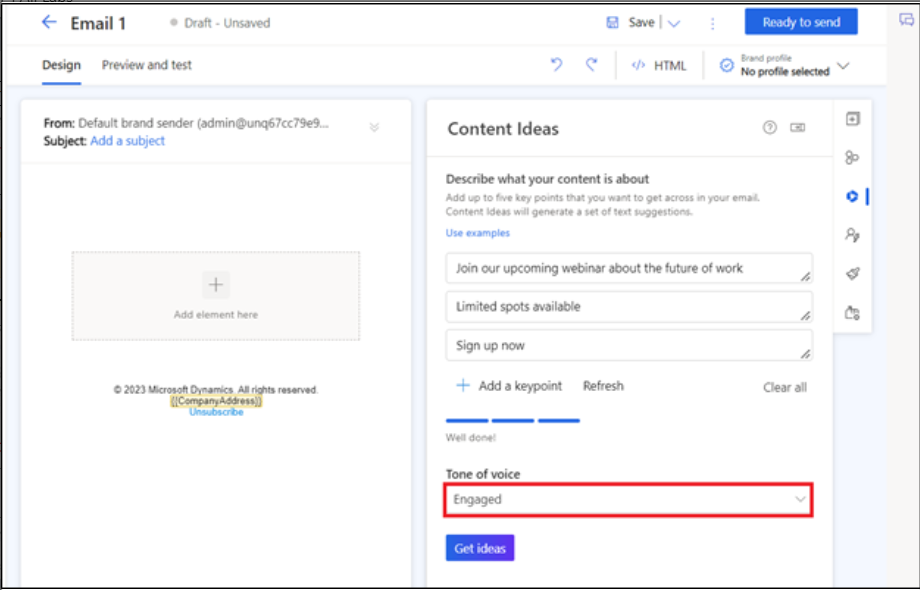 Email 1
Draft - Unsaved
Save
Ready to send
Design
Preview and test
</> HTML
Brand profile
No profile selected
From: Default brand sender (admin@unq67cc79e9...
Subject: Add a subject
Add element here
© 2023 Microsoft Dynamics. All rights reserved.
{{CompanyAddress}}
Unsubscribe
Content Ideas
Describe what your content is about
Add up to five key points that you want to get across in your email.
Content Ideas will generate a set of text suggestions.
Use examples
Join our upcoming webinar about the future of work
Limited spots available
Sign up now
Add a keypoint
Refresh
Clear all
Well done!
Tone of voice
Engaged
Get ideas